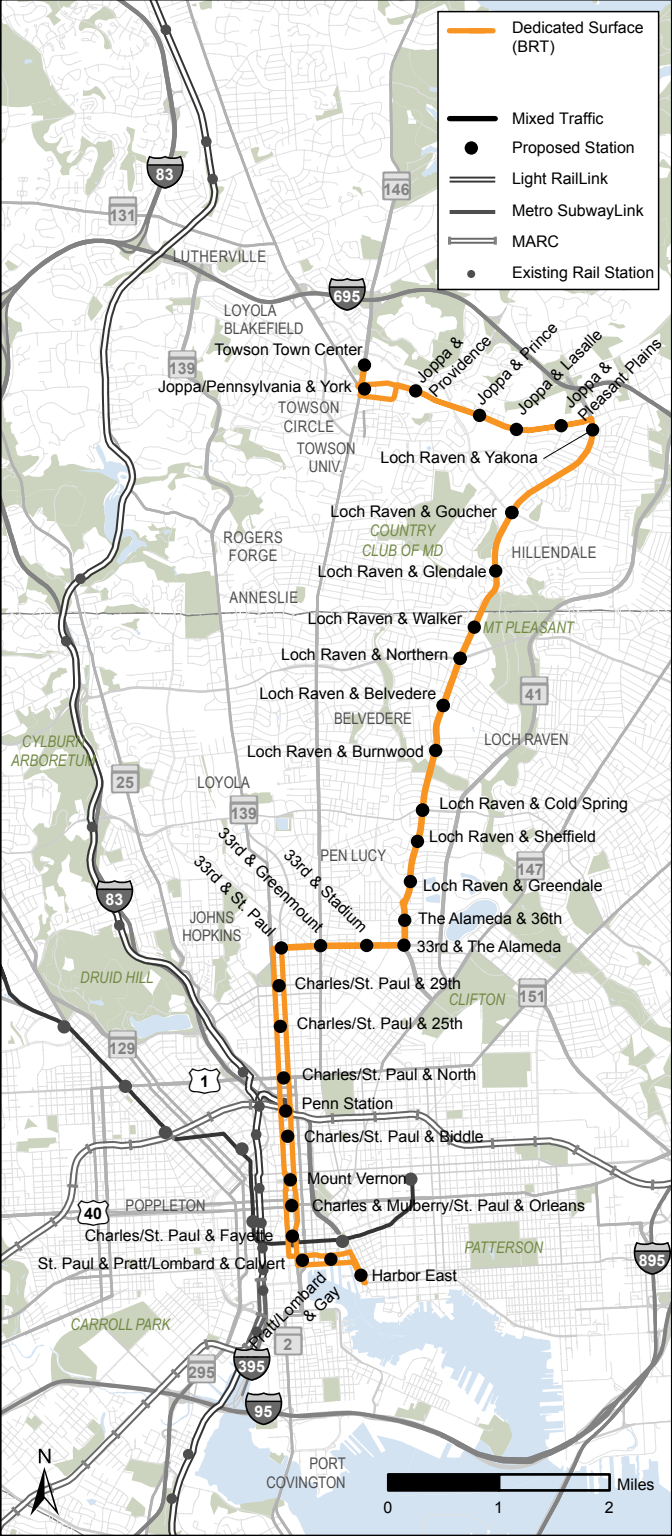 Dedicated Surface
(BRT)
Mixed Traffic
Proposed Station
Light RailLink
Metro SubwayLink
MARC
Existing Rail Station
83
146
131
LUTHERVILLE
695
LOYOLA
BLAKEFIELD
Towson Town Center
139
Joppa/Pennsylvania & York
Joppa &
Providence
Joppa & Prince
Joppa & Lasalle
Joppa &
Pleasant Plains
TOWSON
CIRCLE
TOWSON
UNIV.
Loch Raven & Yakona
Loch Raven & Goucher
COUNTRY
CLUB OF MD
ROGERS
FORGE
HILLENDALE
Loch Raven & Glendale
ANNESLIE
Loch Raven & Walker
MT PLEASANT
Loch Raven & Northern
41
Loch Raven & Belvedere
BELVEDERE
CYLBURN
ARBORETUM
LOCH RAVEN
Loch Raven & Burnwood
25
LOYOLA
139
Loch Raven & Cold Spring
Loch Raven & Sheffield
PEN LUCY
147
83
Loch Raven & Greendale
33rd & St. Paul
33rd & Greenmount
33rd & Stadium
JOHNS
HOPKINS
The Alameda & 36th
33rd & The Alameda
DRUID HILL
Charles/St. Paul & 29th
CLIFTON
151
Charles/St. Paul & 25th
129
1
Charles/St. Paul & North
Penn Station
Charles/St. Paul & Biddle
Mount Vernon
POPPLETON
40
Charles & Mulberry/St. Paul & Orleans
Charles/St. Paul & Fayette
PATTERSON
895
St. Paul & Pratt/Lombard & Calvert
Harbor East
Pratt/Lombard
& Gay
CARROLL PARK
2
395
295
95
N
PORT
COVINGTON
Miles
0
1
2